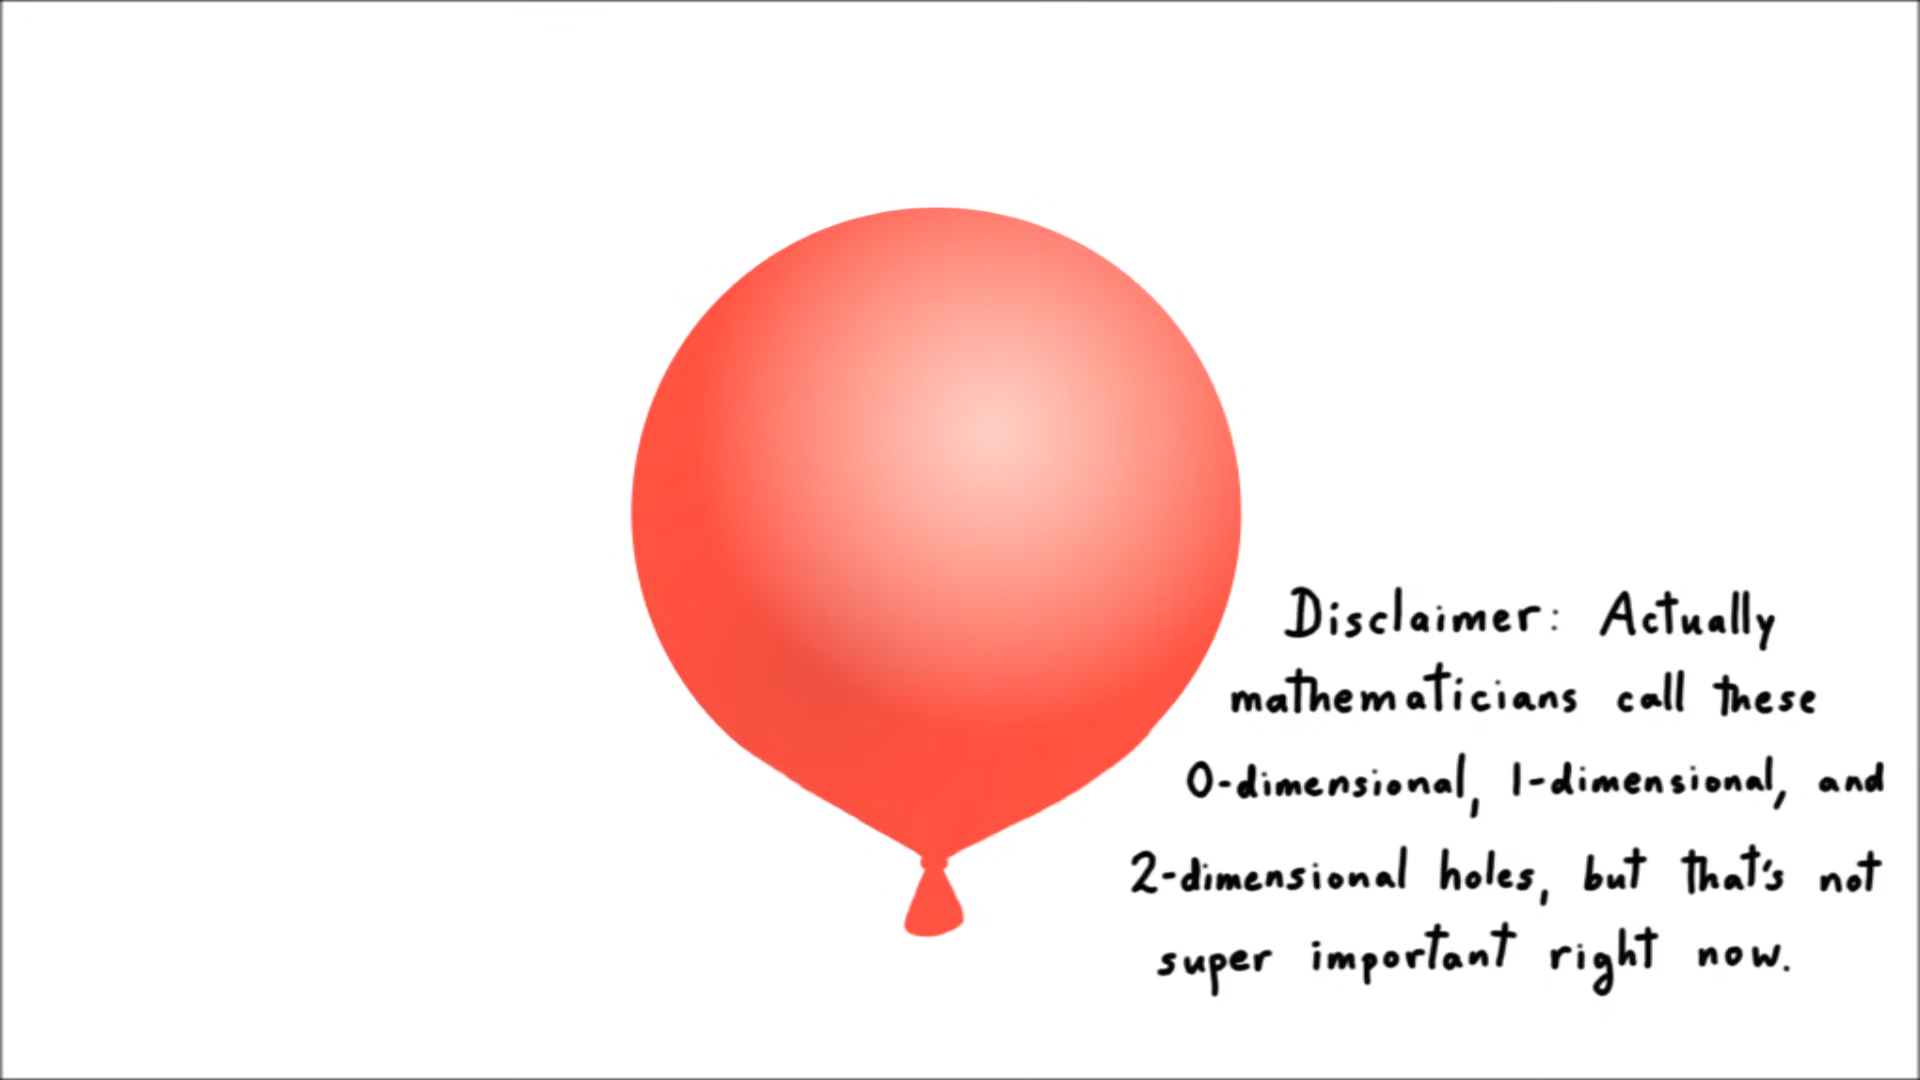 Disclaimer: Actually
mathematicians call these
0-dimensional, 1-dimensional, and
2-dimensional holes, but that's not
super important right now.